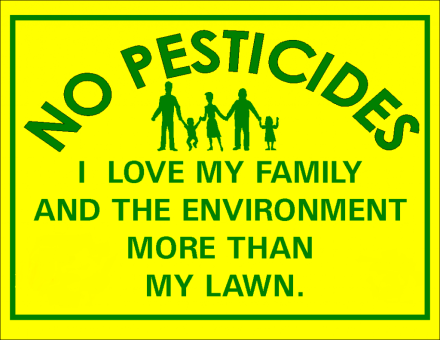 NO PESTICIDES
I LOVE MY FAMILY
AND THE ENVIRONMENT
MORE THAN
MY LAWN.